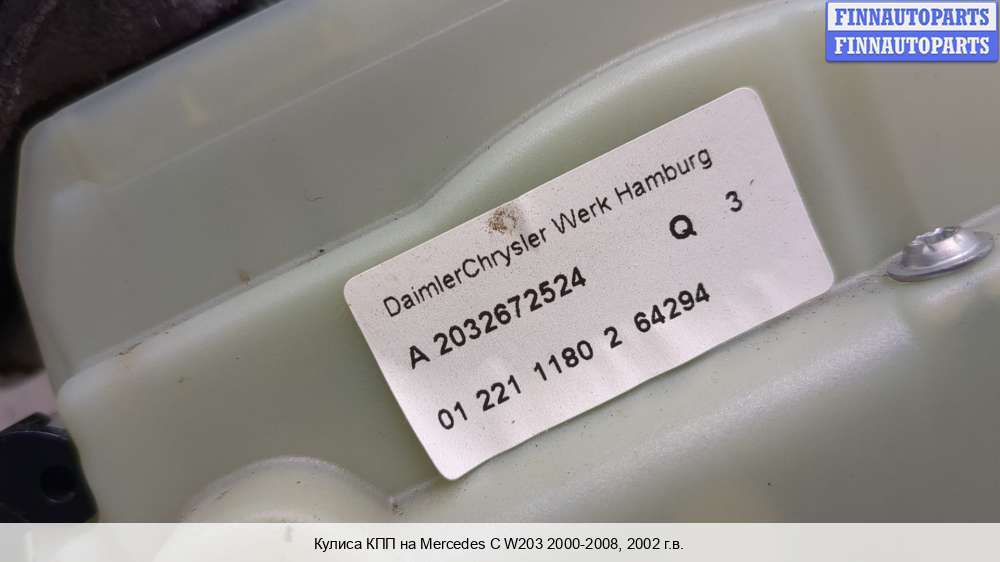 FINNAUTOPARTS
FINNAUTOPARTS
DaimlerChrysler Werk Hamburg
A 2032672524 Q 3
01 221 1180 2 64294
Кулиса КПП на Mercedes C W203 2000-2008, 2002 г.в.